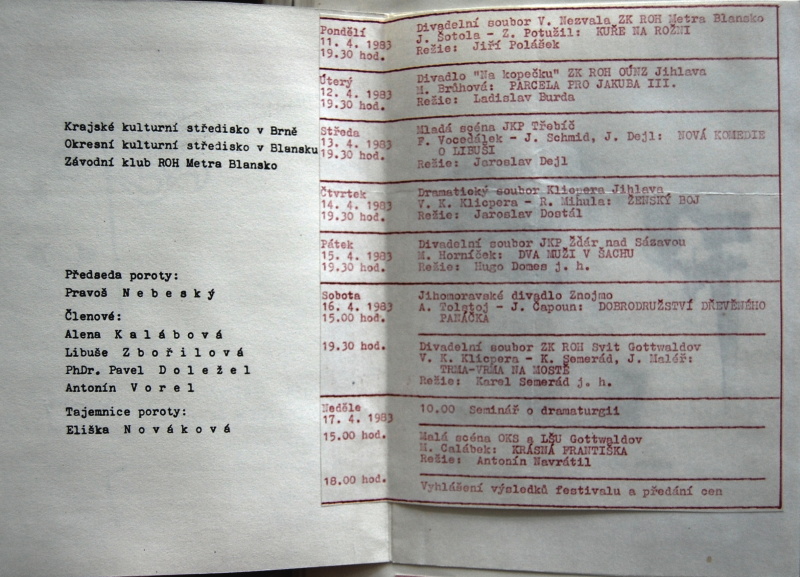 Krajské kulturní středisko v Brně
Okresní kulturní středisko v Blansku
Závodní klub ROH Metra Blansko
Předseda poroty:
Pravoš Nebeský
Členové:
Alena Kalábová
Libuše Zbořilová
PhDr. Pavel Doležel
Antonín Vorel
Tajemnice poroty:
Eliška Nováková
Pondělí
11. 4. 1983
19.30 hod.
Divadelní soubor V. Nezvala ZK ROH Metra Blansko
J. Šotola - Z. Potužil: KUŘE NA ROŽNI
Režie: Jiří Polášek
Úterý
12. 4. 1983
19.30 hod.
Divadlo "Na kopečku" ZK ROH OÚNZ Jihlava
M. Brůhová: PARCELA PRO JAKUBA III.
Režie: Ladislav Burda
Středa
13. 4. 1983
19.30 hod.
Mladá scéna JKP Třebíč
F. Vocedálek - J. Schmid, J. Dejl: NOVÁ KOMEDIE
O LIBUŠI
Režie: Jaroslav Dejl
Čtvrtek
14. 4. 1983
19.30 hod.
Dramatický soubor Klicpera Jihlava
V. K. Klicpera - R. Mihula: ŽENSKÝ BOJ
Režie: Jaroslav Dostál
Pátek
15. 4. 1983
19.30 hod.
Divadelní soubor JKP Žďár nad Sázavou
M. Horníček: DVA MUŽI V ŠACHU
Režie: Hugo Domes j. h.
Sobota
16. 4. 1983
15.00 hod.
Jihomoravské divadlo Znojmo
A. Tolstoj - J. Čapoun: DOBRODRUŽSTVÍ DŘEVĚNÉHO
PANÁČKA
19.30 hod.
Divadelní soubor ZK ROH Svit Gottwaldov
V. K. Klicpera - K. Semerád, J. Maléř:
TRMA-VRMA NA MOSTĚ
Režie: Karel Semerád j. h.
Neděle
17. 4. 1983
10.00 Seminář o dramaturgii
15.00 hod.
Malá scéna OKS a LŠU Gottwaldov
M. Calábek: KRÁSNÁ FRANTIŠKA
Režie: Antonín Navrátil
18.00 hod.
Vyhlášení výsledků festivalu a předání cen